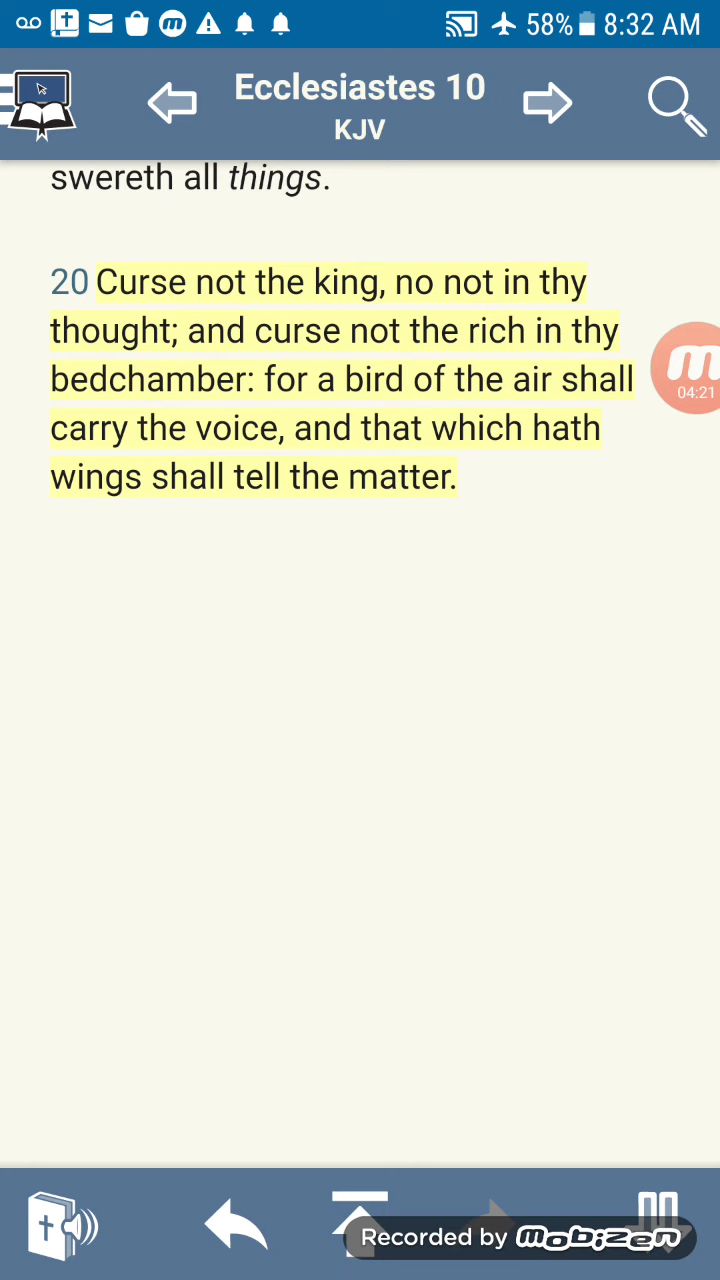 58% 8:32 AM
Ecclesiastes 10
KJV
swereth all things.
20 Curse not the king, no not in thy
thought; and curse not the rich in thy
bedchamber: for a bird of the air shall
carry the voice, and that which hath
wings shall tell the matter.
m
04:21
Recorded by mobizen